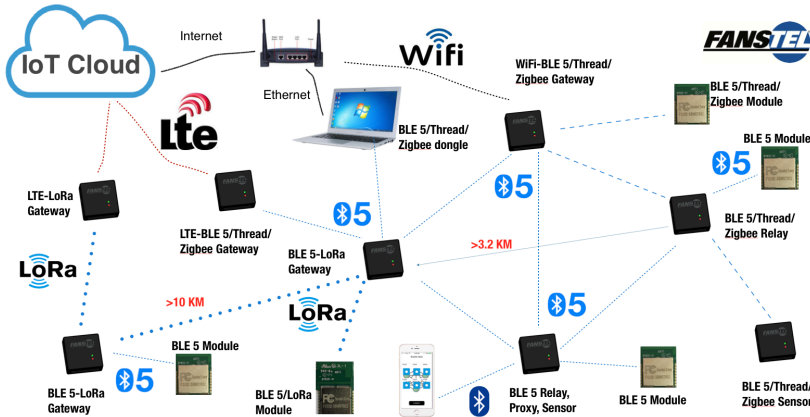 Internet
Wifi
FANSTEL
IoT Cloud
WiFi-BLE 5/Thread/
Zigbee Gateway
BLE 5/Thread/
Zigbee Module
Ethernet
Lte
BLE 5/Thread/
Zigbee dongle
BLE 5 Module
5
5
5
LTE-LoRa
Gateway
LTE-BLE 5/Thread/
Zigbee Gateway
BLE 5-LoRa
Gateway
>3.2 KM
BLE 5/Thread/
Zigbee Relay
LoRa
>10 KM
LoRa
5
BLE 5 Module
5
BLE 5-LoRa
Gateway
BLE 5/LoRa
Module
BLE 5 Relay,
Proxy, Sensor
BLE 5 Module
BLE 5/Thread/
Zigbee Sensor